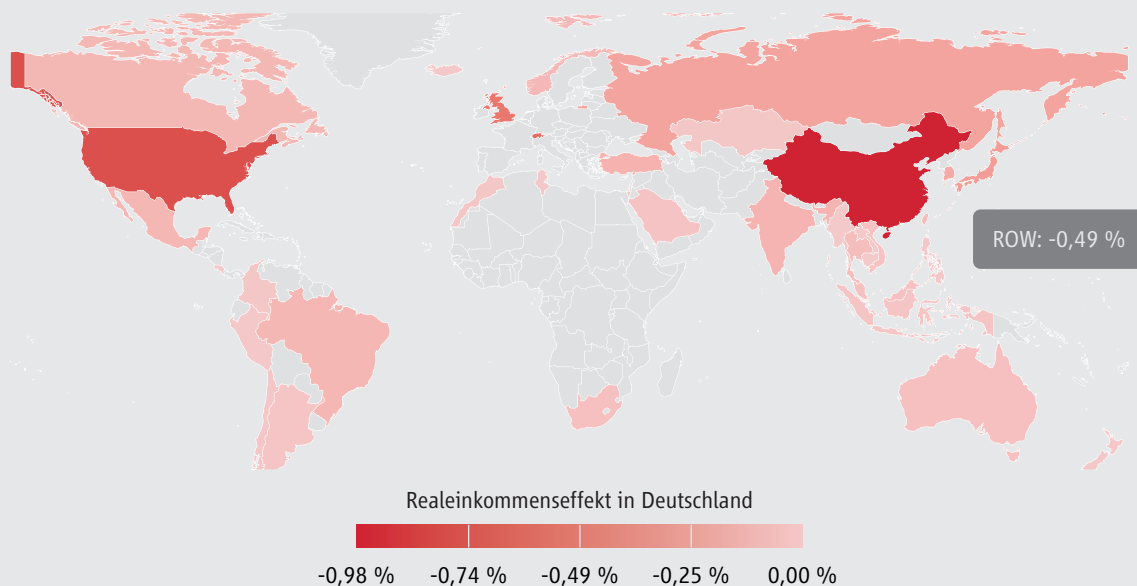 ROW: -0,49 %
Realeinkommenseffekt in Deutschland
-0,98 % -0,74 % -0,49 % -0,25 % 0,00 %